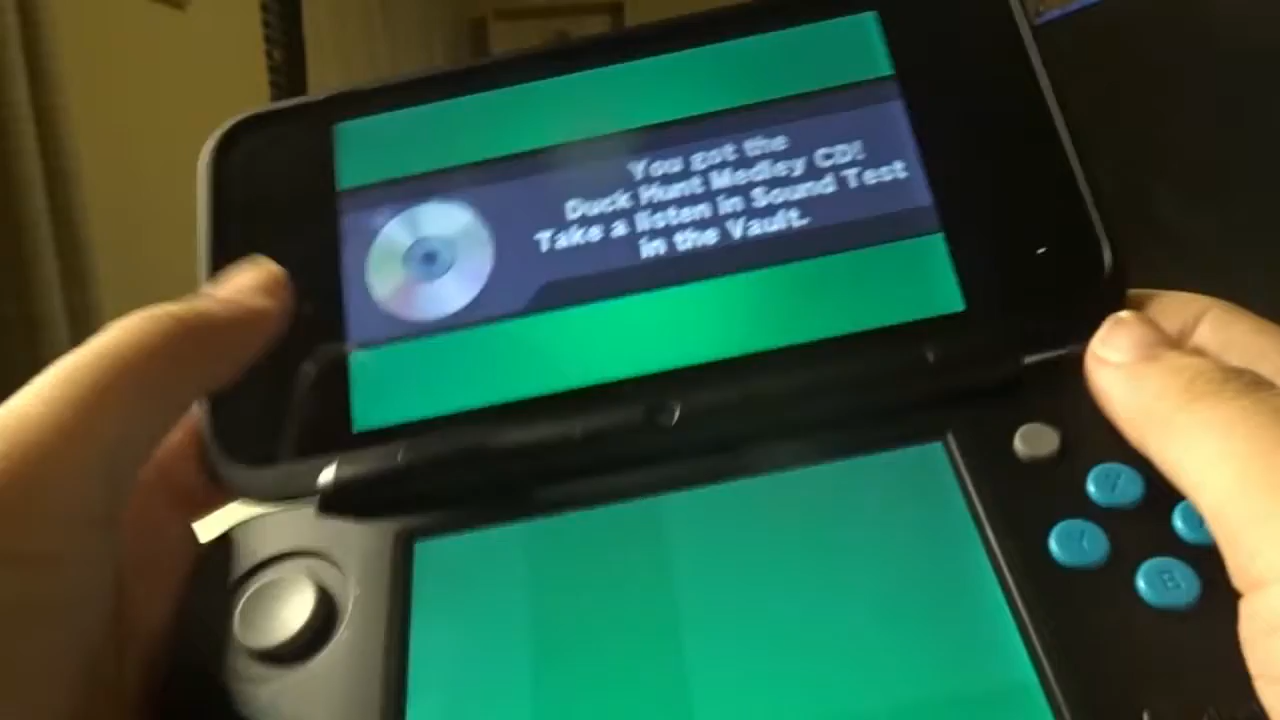 You got the
Duck Hunt Medley CD!
Take a listen in Sound Test
in the Vault.
Y
B